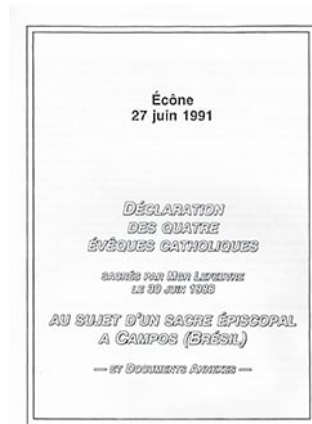 Écône
27 juin 1991
DÉCLARATION
DES QUATRE
ÉVÊQUES CATHOLIQUES
SACRÉS PAR MGR LEFEBVRE
LE 30 JUIN 1988
AU SUJET D'UN SACRE ÉPISCOPAL
A CAMPOS (BRÉSIL)
— ET DOCUMENTS ANNEXES —